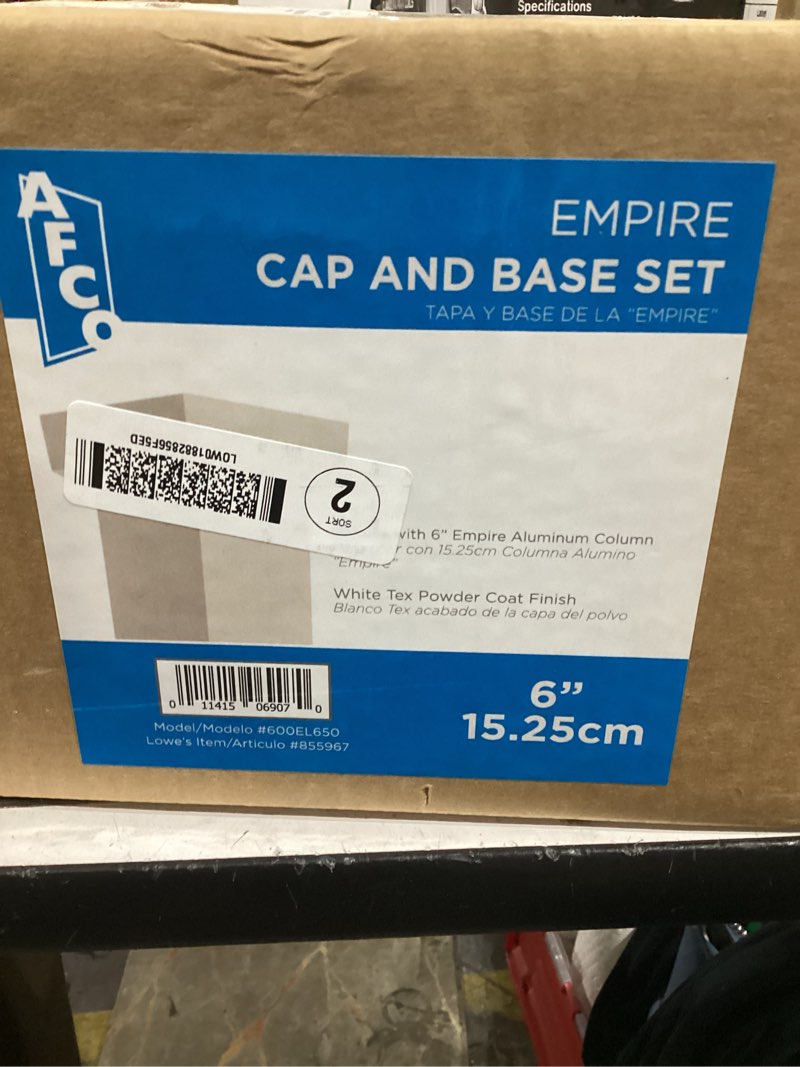 Specifications
AFCO
EMPIRE
CAP AND BASE SET
TAPA Y BASE DE LA "EMPIRE"
LOW01882856F5ED
SORT
2
with 6" Empire Aluminum Column
con 15.25cm Columna Alumino
"Empire"
White Tex Powder Coat Finish
Blanco Tex acabado de la capa del polvo
0 11415 06907 0
Model/Modelo #600EL650
Lowe's Item/Articulo #855967
6”
15.25cm